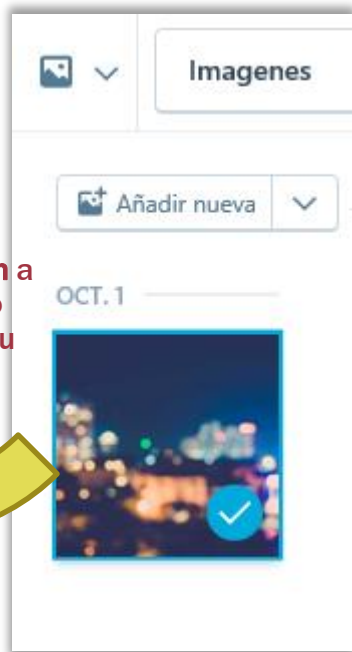 Imagenes
Añadir nueva
n a
o
u
OCT. 1